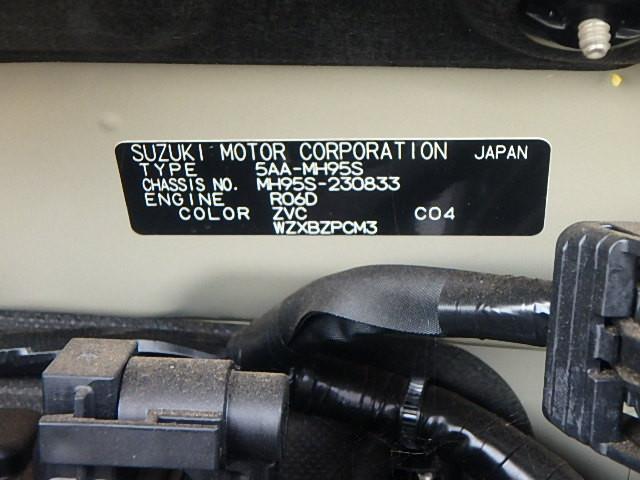 SUZUKI MOTOR CORPORATION JAPAN
TYPE 5AA-MH95S
CHASSIS NO. MH95S-230833
ENGINE R06D
COLOR ZVC C04
WZXBZPCM3